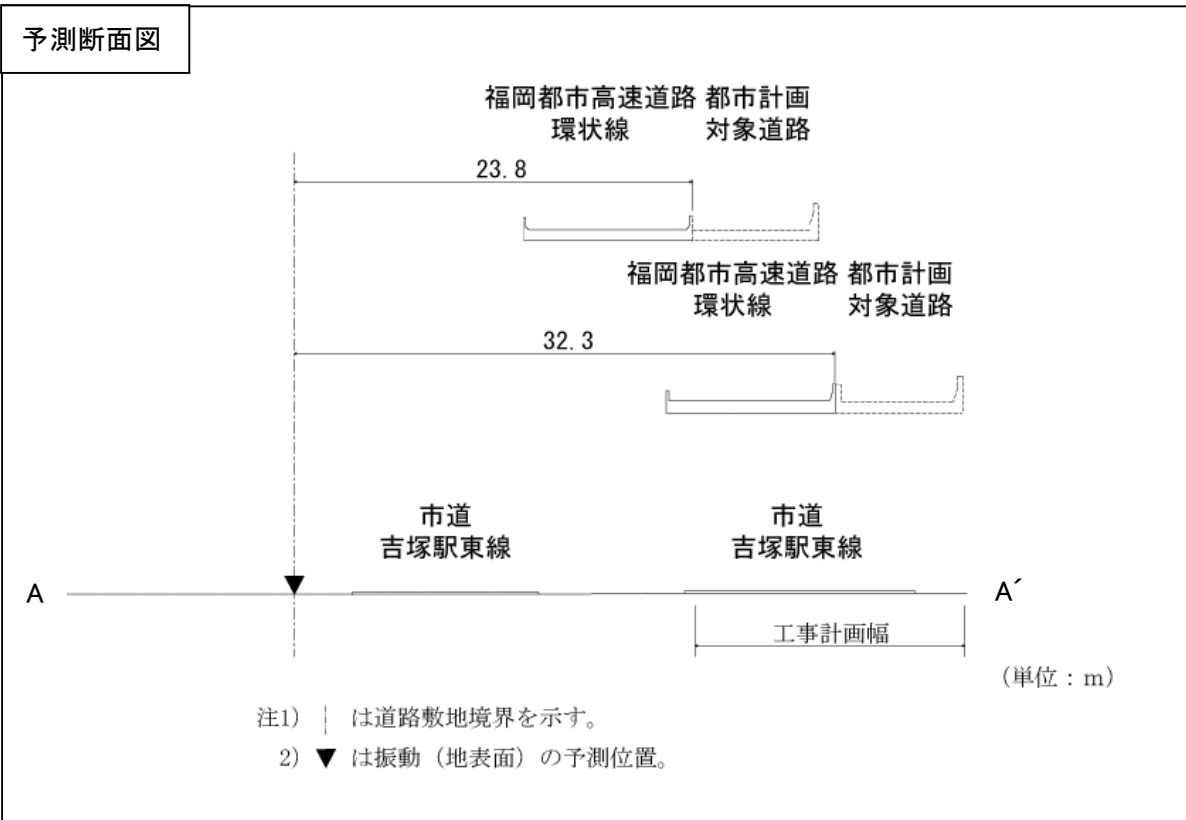 予測断面図
福岡都市高速道路 都市計画
環状線 対象道路
23.8
福岡都市高速道路 都市計画
環状線 対象道路
32.3
市道 市道
吉塚駅東線 吉塚駅東線
A A´
工事計画幅
(単位：m)
注1) ｜ は道路敷地境界を示す。
2) ▼ は振動（地表面）の予測位置。